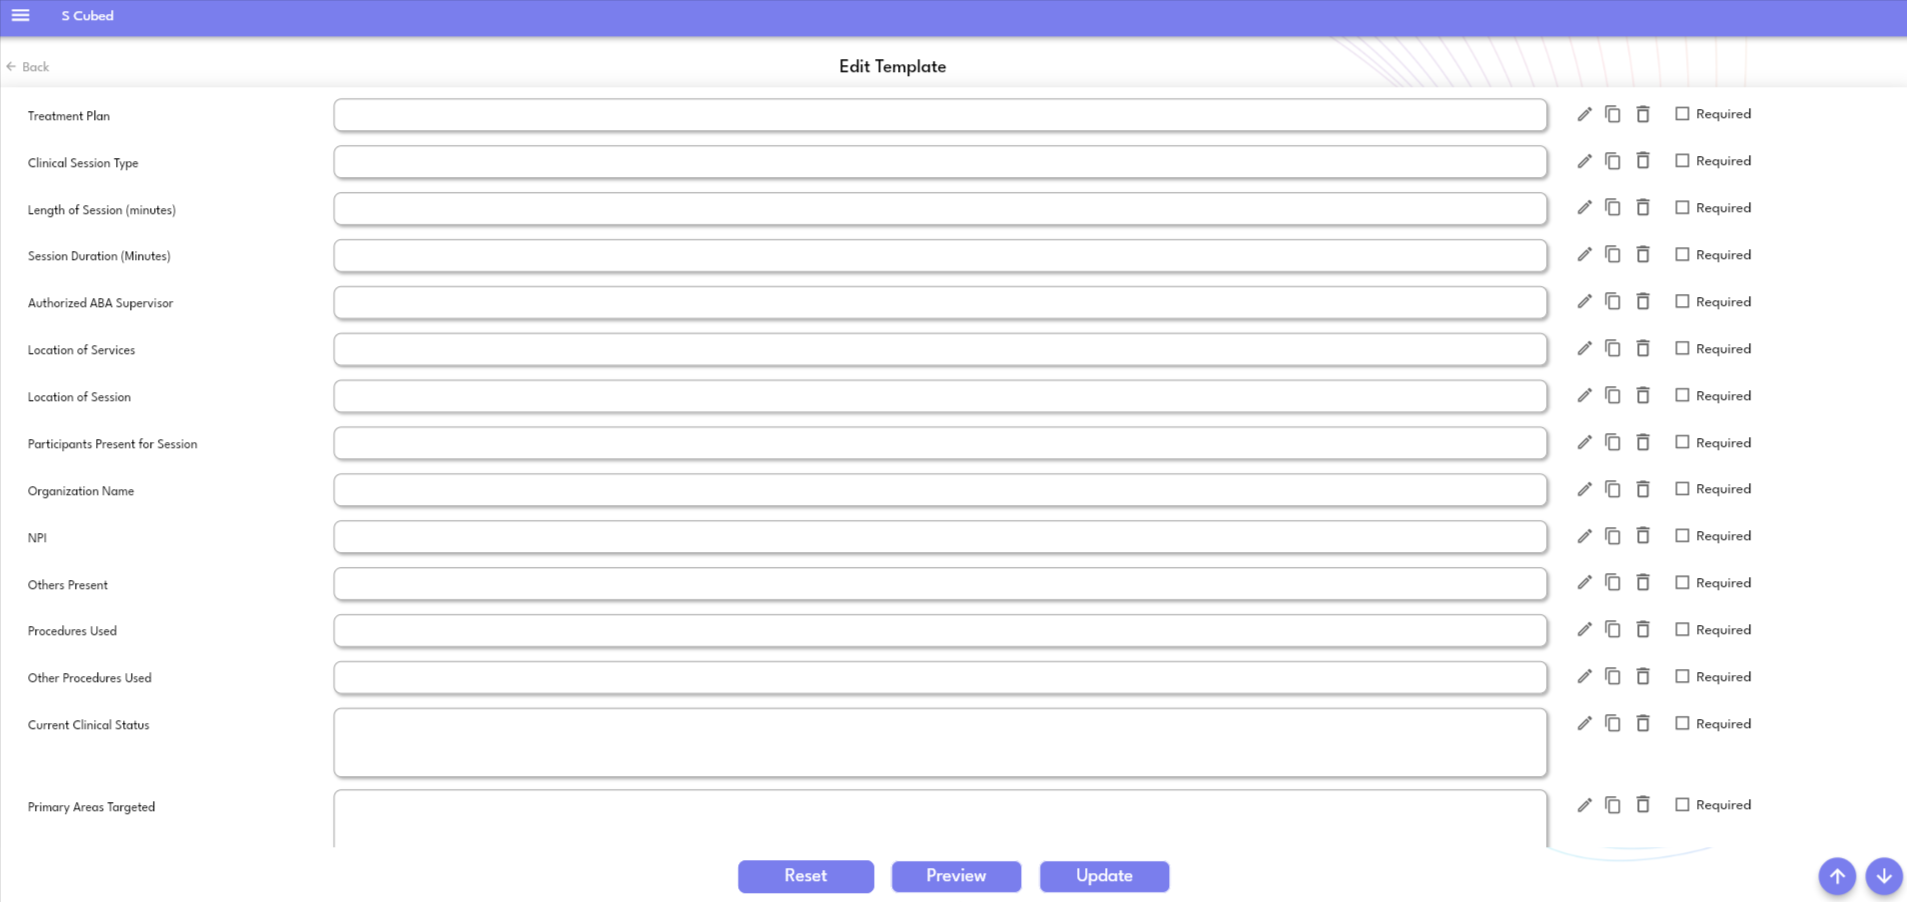 S Cubed
Back
Edit Template
Treatment Plan Required
Clinical Session Type Required
Length of Session (minutes) Required
Session Duration (Minutes) Required
Authorized ABA Supervisor Required
Location of Services Required
Location of Session Required
Participants Present for Session Required
Organization Name Required
NPI Required
Others Present Required
Procedures Used Required
Other Procedures Used Required
Current Clinical Status Required
Primary Areas Targeted Required
Reset Preview Update